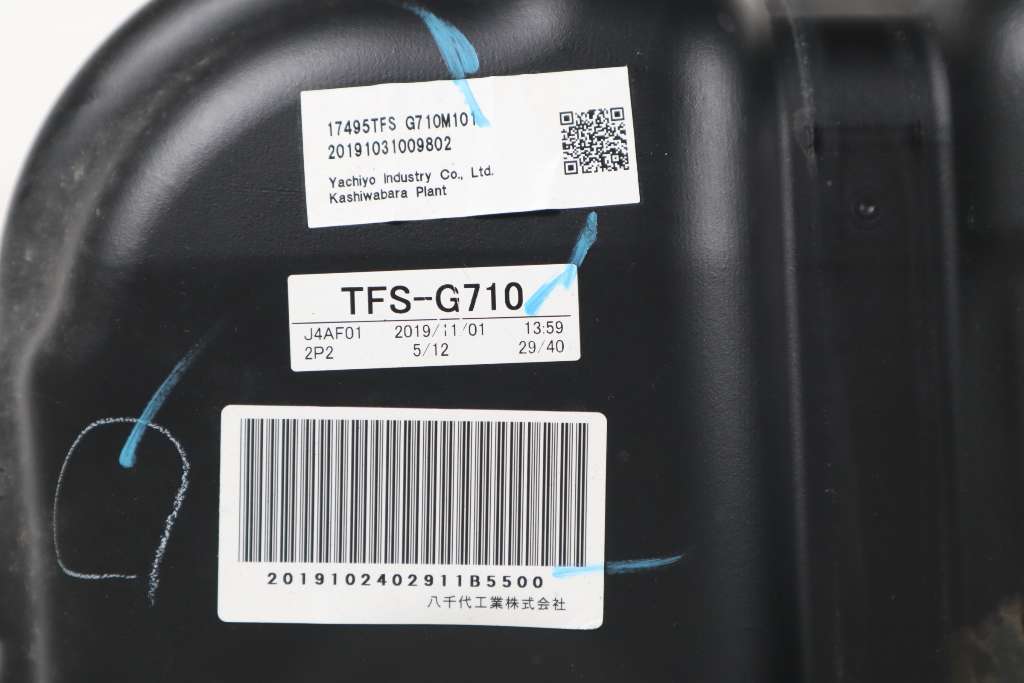 17495TFS G710M101
20191031009802
Yachiyo Industry Co., Ltd.
Kashiwabara Plant
TFS-G710
J4AF01 2019/11/01 13:59
2P2 5/12 29/40
2019102402911B5500
八千代工業株式会社